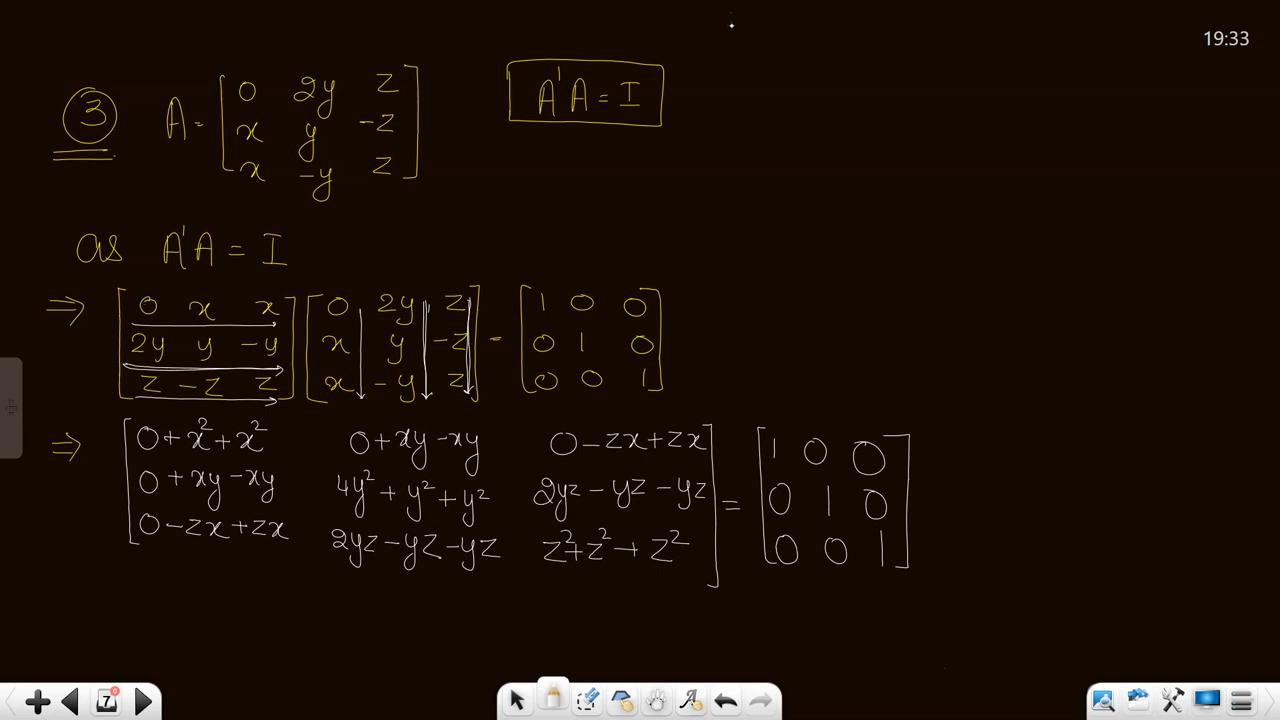 19:33
3 A = [0 2y z] A'A = I
[x y -z]
[x -y z]
as A'A = I
⇒ [0 x x] [0 2y z] = [1 0 0]
[2y y -y] [x y -z] [0 1 0]
[z -z z] [x -y z] [0 0 1]
⇒ [0+x²+x² 0+xy-xy 0-zx+zx] = [1 0 0]
[0+xy-xy 4y²+y²+y² 2yz-yz-yz] [0 1 0]
[0-zx+zx 2yz-yz-yz z²+z²+z²] [0 0 1]
7 0